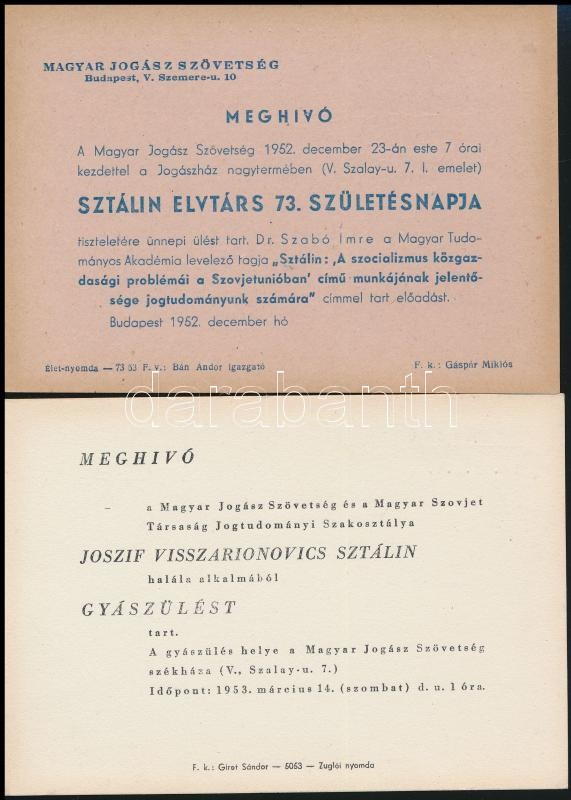 MAGYAR JOGÁSZ SZÖVETSÉG
Budapest, V. Szemere-u. 10
MEGHIVÓ
A Magyar Jogász Szövetség 1952. december 23-án este 7 órai
kezdettel a Jogászház nagytermében (V. Szalay-u. 7. I. emelet)
SZTÁLIN ELVTÁRS 73. SZÜLETÉSNAPJA
tiszteletére ünnepi ülést tart. Dr. Szabó Imre a Magyar Tudo-
mányos Akadémia levelező tagja „Sztálin: ‚A szocializmus közgaz-
dasági problémái a Szovjetunióban' című munkájának jelentő-
sége jogtudományunk számára" címmel tart előadást.
Budapest 1952. december hó
Élet-nyomda — 73 53 F. v.: Bán Andor igazgató
F. k.: Gáspár Miklós
darabanth
MEGHIVÓ
a Magyar Jogász Szövetség és a Magyar Szovjet
Társaság Jogtudományi Szakosztálya
JOSZIF VISSZARIONOVICS SZTÁLIN
halála alkalmából
GYÁSZÜLÉST
tart.
A gyászülés helye a Magyar Jogász Szövetség
székháza (V., Szalay-u. 7.)
Időpont: 1953. március 14. (szombat) d. u. 1 óra.
F. k.: Giret Sándor — 5053 — Zuglói nyomda